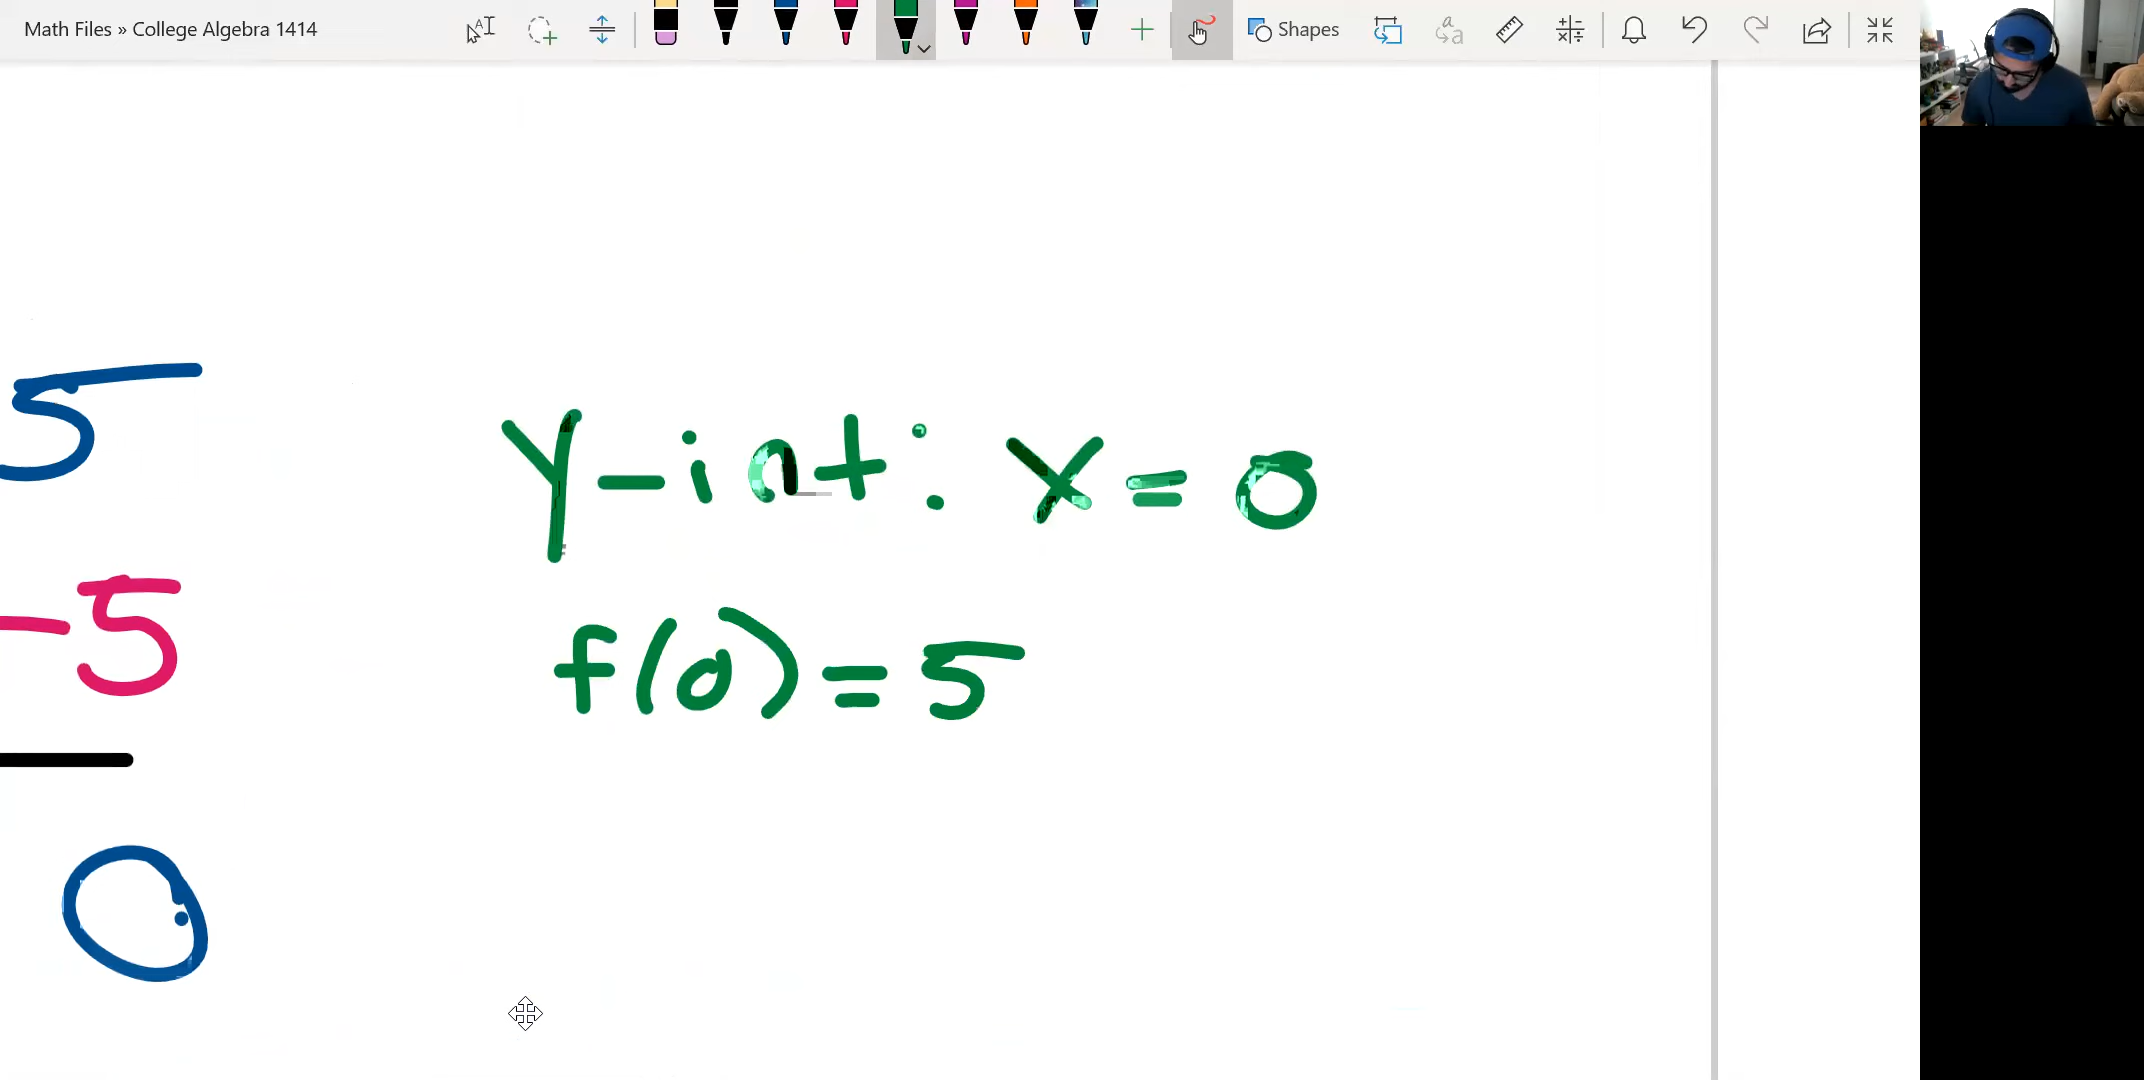 Math Files » College Algebra 1414
Shapes
5
y-int: x=0
-5
f(0)=5
0